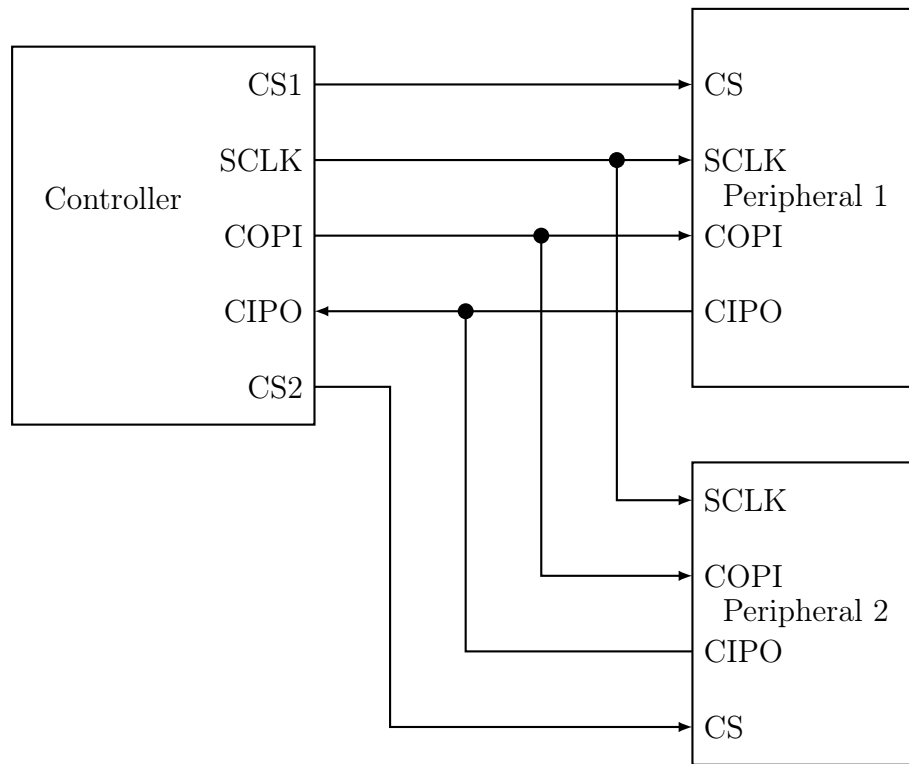 CS1
SCLK
Controller
COPI
CIPO
CS2
CS
SCLK
Peripheral 1
COPI
CIPO
SCLK
COPI
Peripheral 2
CIPO
CS